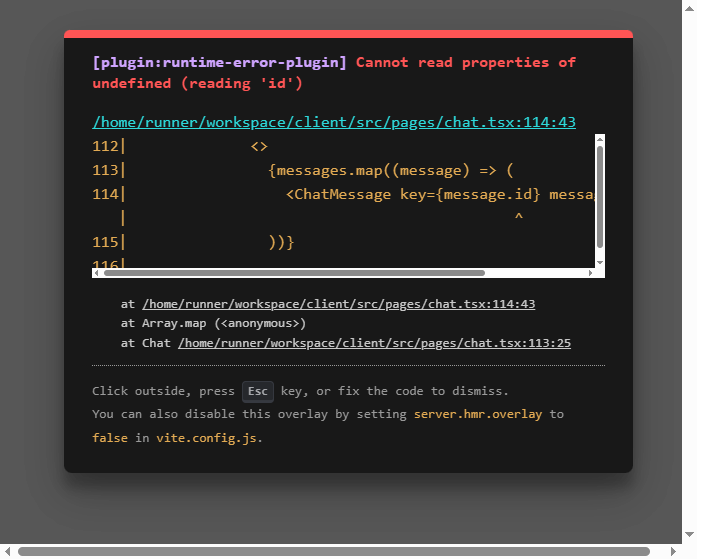 [plugin:runtime-error-plugin] Cannot read properties of
undefined (reading 'id')
/home/runner/workspace/client/src/pages/chat.tsx:114:43
112|              <>
113|                {messages.map((message) => (
114|                  <ChatMessage key={message.id} messa
   |                                           ^
115|                ))}
116|
at /home/runner/workspace/client/src/pages/chat.tsx:114:43
at Array.map (<anonymous>)
at Chat /home/runner/workspace/client/src/pages/chat.tsx:113:25
Click outside, press Esc key, or fix the code to dismiss.
You can also disable this overlay by setting server.hmr.overlay to
false in vite.config.js.